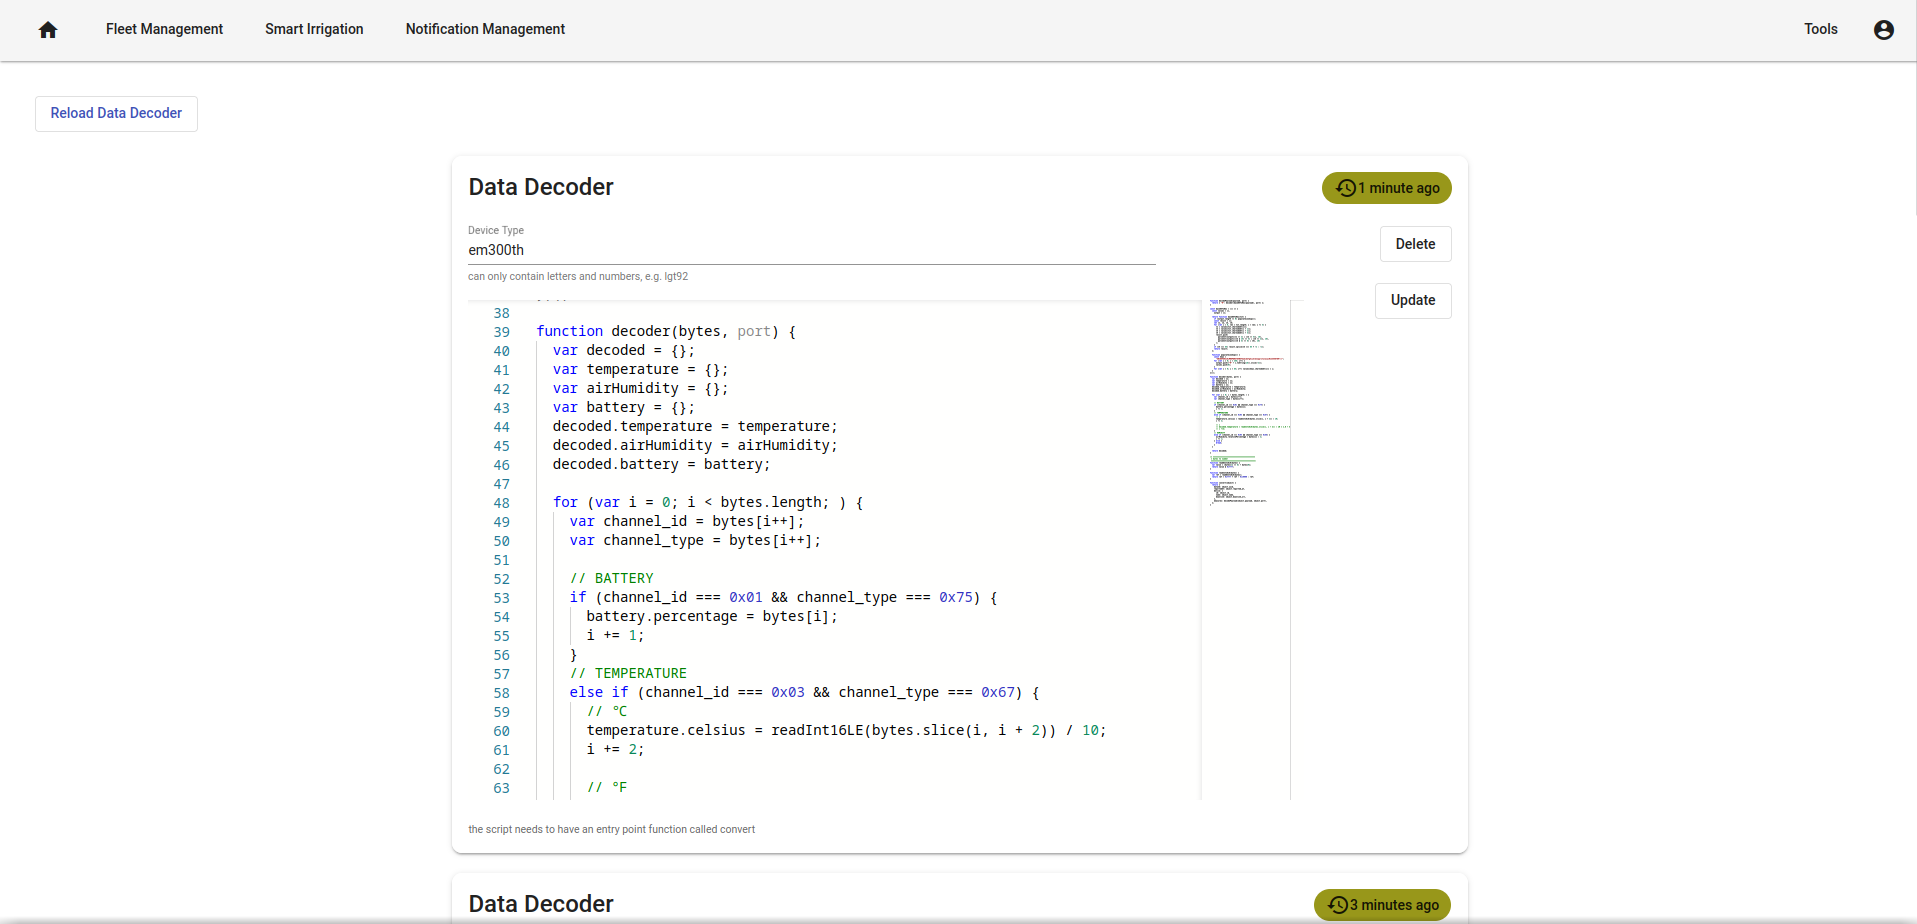 Fleet Management Smart Irrigation Notification Management Tools
Reload Data Decoder
Data Decoder
1 minute ago
Device Type
em300th
Delete
can only contain letters and numbers, e.g. lgt92
Update
38
39 function decoder(bytes, port) {
40 var decoded = {};
41 var temperature = {};
42 var airHumidity = {};
43 var battery = {};
44 decoded.temperature = temperature;
45 decoded.airHumidity = airHumidity;
46 decoded.battery = battery;
47
48 for (var i = 0; i < bytes.length; ) {
49 var channel_id = bytes[i++];
50 var channel_type = bytes[i++];
51
52 // BATTERY
53 if (channel_id === 0x01 && channel_type === 0x75) {
54 battery.percentage = bytes[i];
55 i += 1;
56 }
57 // TEMPERATURE
58 else if (channel_id === 0x03 && channel_type === 0x67) {
59 // °C
60 temperature.celsius = readInt16LE(bytes.slice(i, i + 2)) / 10;
61 i += 2;
62
63 // °F
the script needs to have an entry point function called convert
Data Decoder
3 minutes ago